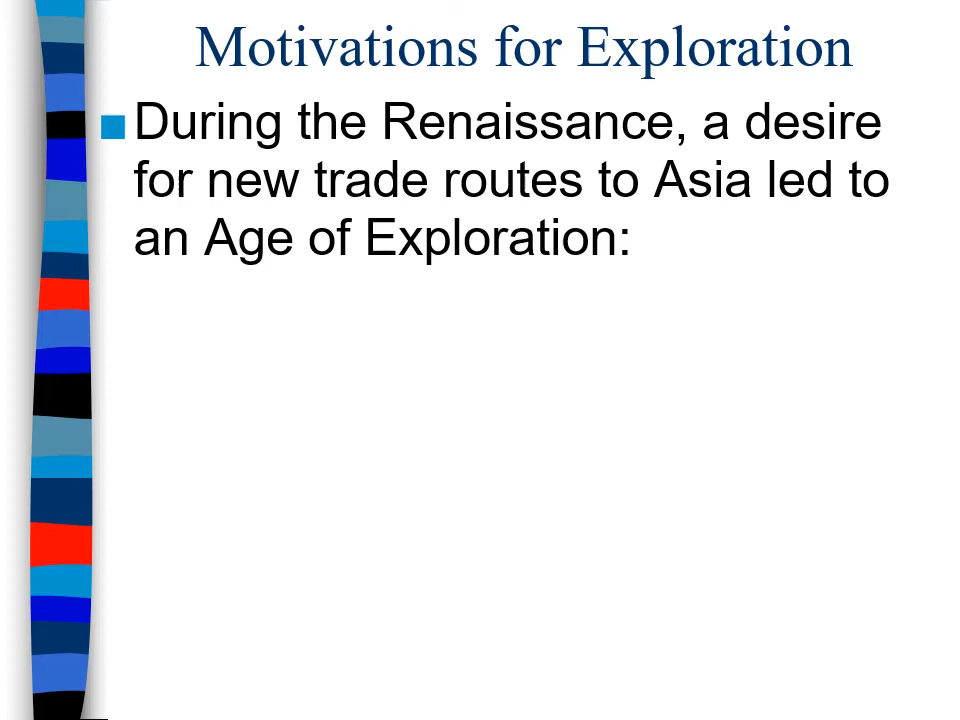 Motivations for Exploration
During the Renaissance, a desire
for new trade routes to Asia led to
an Age of Exploration: